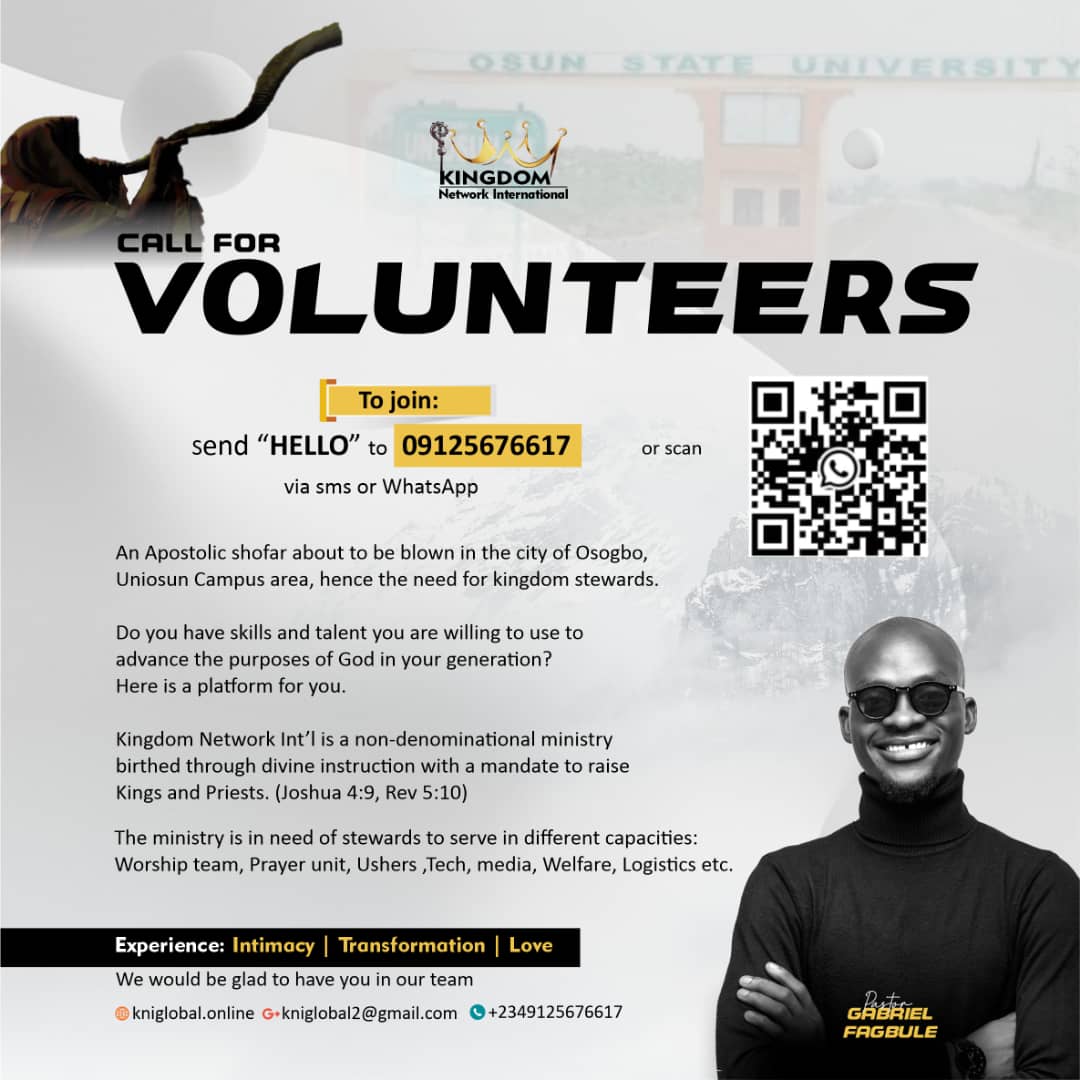 OSUN STATE UNIVERSITY
KINGDOM
Network International
CALL FOR
VOLUNTEERS
To join:
send “HELLO” to 09125676617
via sms or WhatsApp
or scan
An Apostolic shofar about to be blown in the city of Osogbo,
Uniosun Campus area, hence the need for kingdom stewards.
Do you have skills and talent you are willing to use to
advance the purposes of God in your generation?
Here is a platform for you.
Kingdom Network Int’l is a non-denominational ministry
birthed through divine instruction with a mandate to raise
Kings and Priests. (Joshua 4:9, Rev 5:10)
The ministry is in need of stewards to serve in different capacities:
Worship team, Prayer unit, Ushers ,Tech, media, Welfare, Logistics etc.
Experience: Intimacy | Transformation | Love
We would be glad to have you in our team
kniglobal.online G+ kniglobal2@gmail.com +2349125676617
Pastor
GABRIEL
FAGBULE